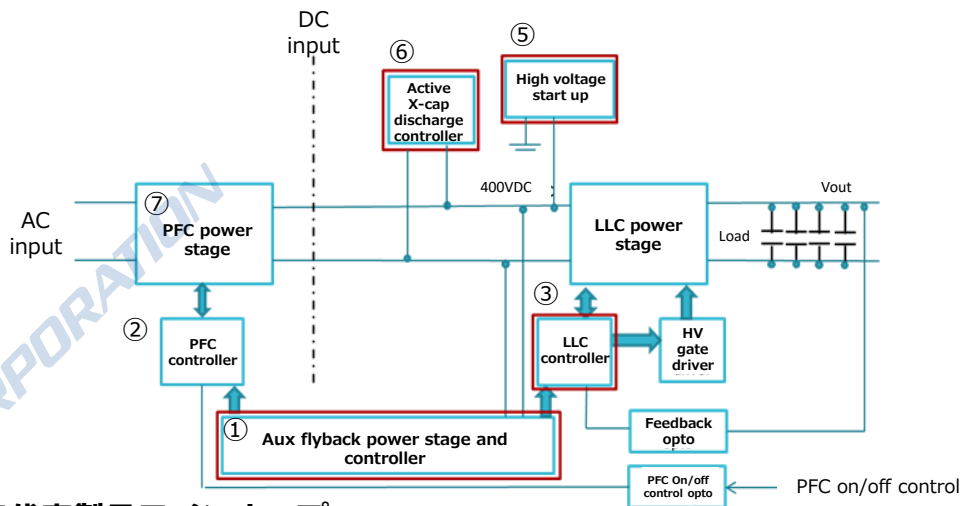 DC
input
⑥
⑤
Active
X-cap
discharge
controller
High voltage
start up
400VDC
Vout
AC
input
⑦
PFC power
stage
LLC power
stage
Load
②
PFC
controller
③
LLC
controller
HV
gate
driver
①
Aux flyback power stage and
controller
Feedback
opto
PFC On/off
control opto
PFC on/off control